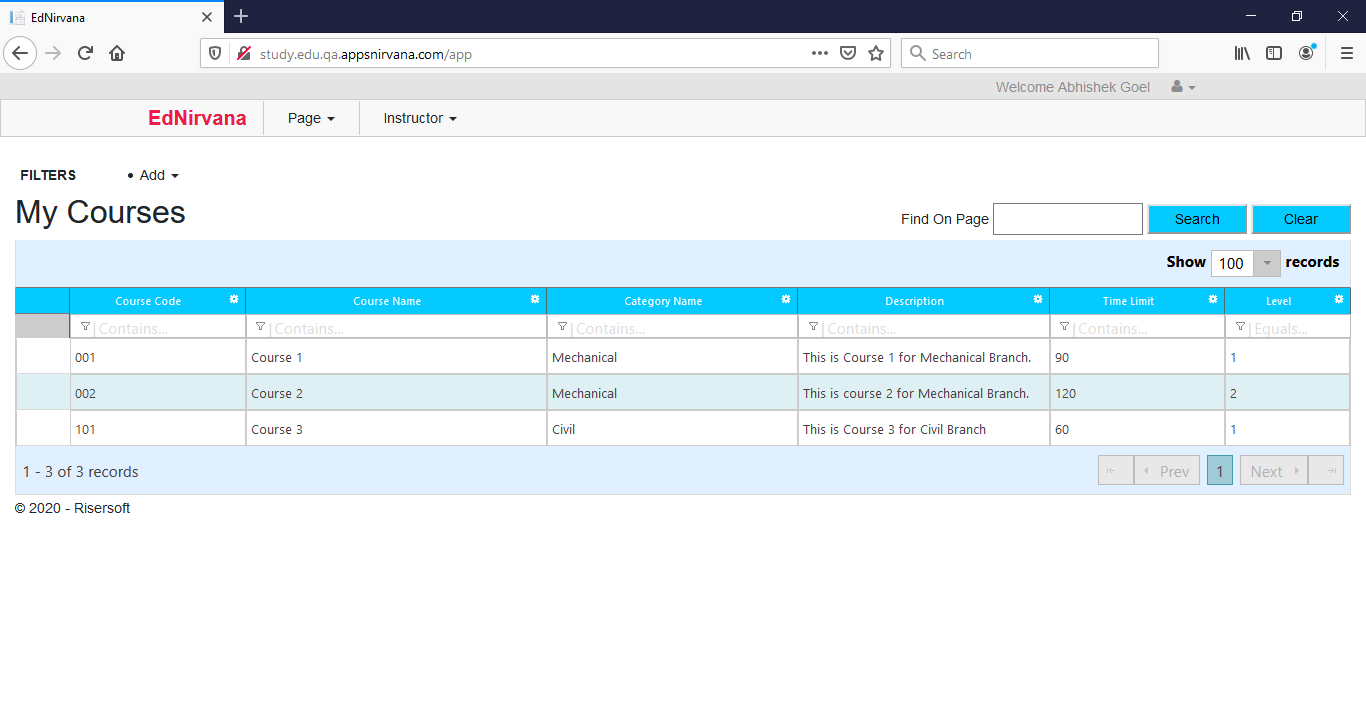 EdNirvana
study.edu.qa.appsnirvana.com/app
Search
Welcome Abhishek Goel
EdNirvana Page Instructor
FILTERS • Add
My Courses
Find On Page Search Clear
Show 100 records
Course Code Course Name Category Name Description Time Limit Level
Contains... Contains... Contains... Contains... Contains... Equals...
001 Course 1 Mechanical This is Course 1 for Mechanical Branch. 90 1
002 Course 2 Mechanical This is course 2 for Mechanical Branch. 120 2
101 Course 3 Civil This is Course 3 for Civil Branch 60 1
1 - 3 of 3 records Prev 1 Next
© 2020 - Risersoft